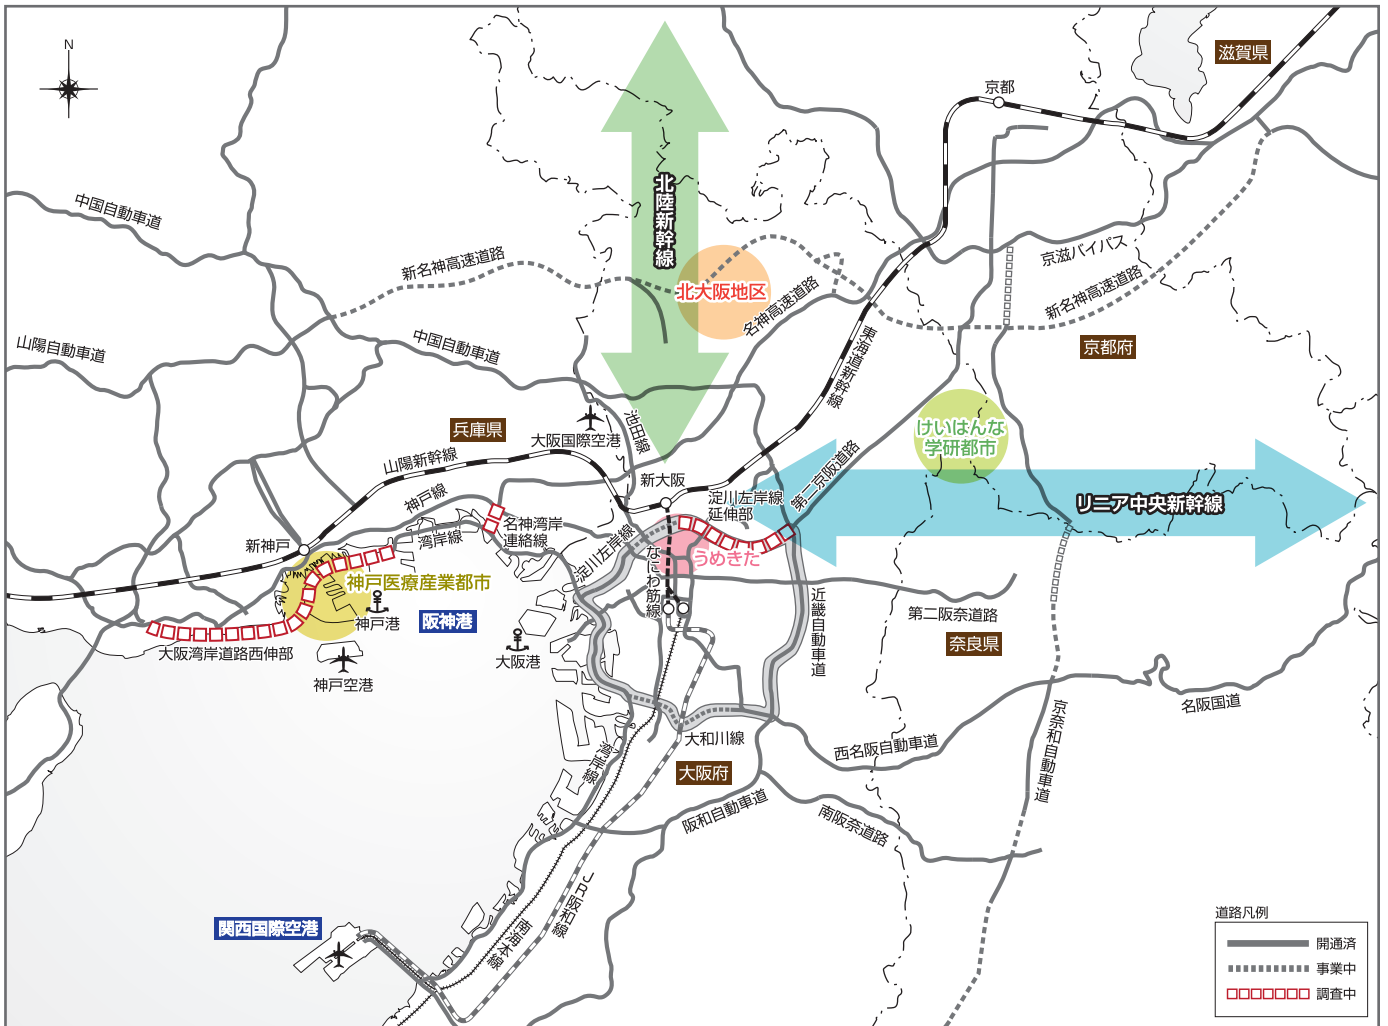 N
滋賀県
京都
中国自動車道
北陸新幹線
京滋バイパス
新名神高速道路
新名神高速道路
北大阪地区
名神高速道路
山陽自動車道
中国自動車道
東海道新幹線
京都府
兵庫県
大阪国際空港
池田線
けいはんな
学研都市
山陽新幹線
神戸線
新大阪
淀川左岸線
延伸部
第二京阪道路
リニア中央新幹線
名神湾岸
連絡線
湾岸線
新神戸
淀川左岸線
なにわ筋線
うめきた
神戸医療産業都市
神戸港
阪神港
近畿自動車道
第二阪奈道路
奈良県
大阪湾岸道路西伸部
大阪港
神戸空港
名阪国道
京奈和自動車道
大和川線
西名阪自動車道
湾岸線
大阪府
阪和自動車道
南阪奈道路
JR阪和線
南海本線
関西国際空港
道路凡例
開通済
事業中
調査中